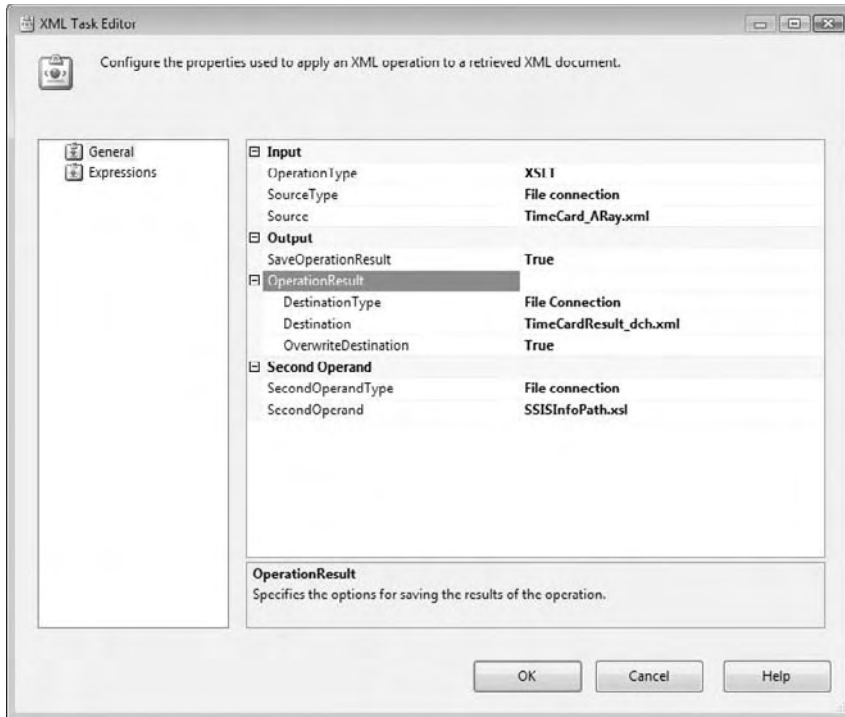 XML Task Editor
Configure the properties used to apply an XML operation to a retrieved XML document.
General
Expressions
Input
OperationType XSLT
SourceType File connection
Source TimeCard_ARay.xml
Output
SaveOperationResult True
OperationResult
DestinationType File Connection
Destination TimeCardResult_dch.xml
OverwriteDestination True
Second Operand
SecondOperandType File connection
SecondOperand SSISInfoPath.xsl
OperationResult
Specifies the options for saving the results of the operation.
OK Cancel Help